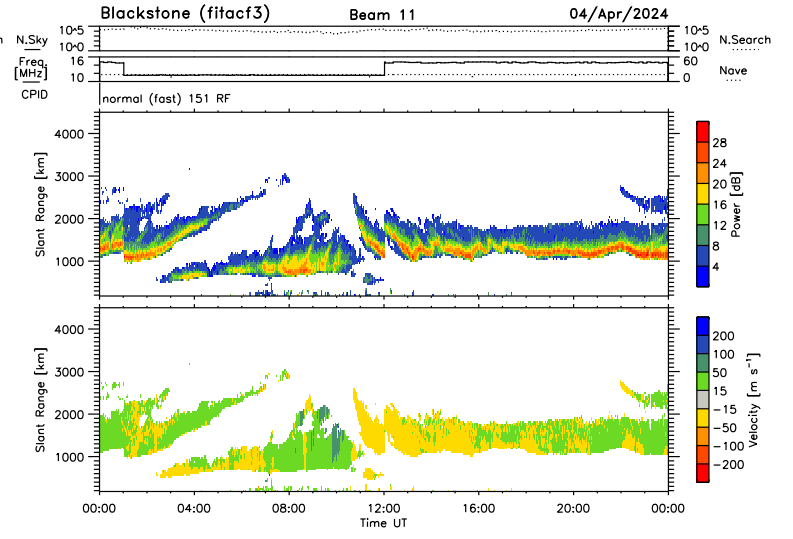 Blackstone (fitacf3) Beam 11 04/Apr/2024
n N.Sky 10^5 10^5 N.Search
10^0 10^0
Freq. 16 60 Nave
[MHz] 10 0
CPID normal (fast) 151 RF
Slant Range [km]
4000
3000
2000
1000
Power [dB]
28
24
20
16
12
8
4
Slant Range [km]
4000
3000
2000
1000
Velocity [m s⁻¹]
200
100
50
15
-15
-50
-100
-200
00:00 04:00 08:00 12:00 16:00 20:00 00:00
Time UT